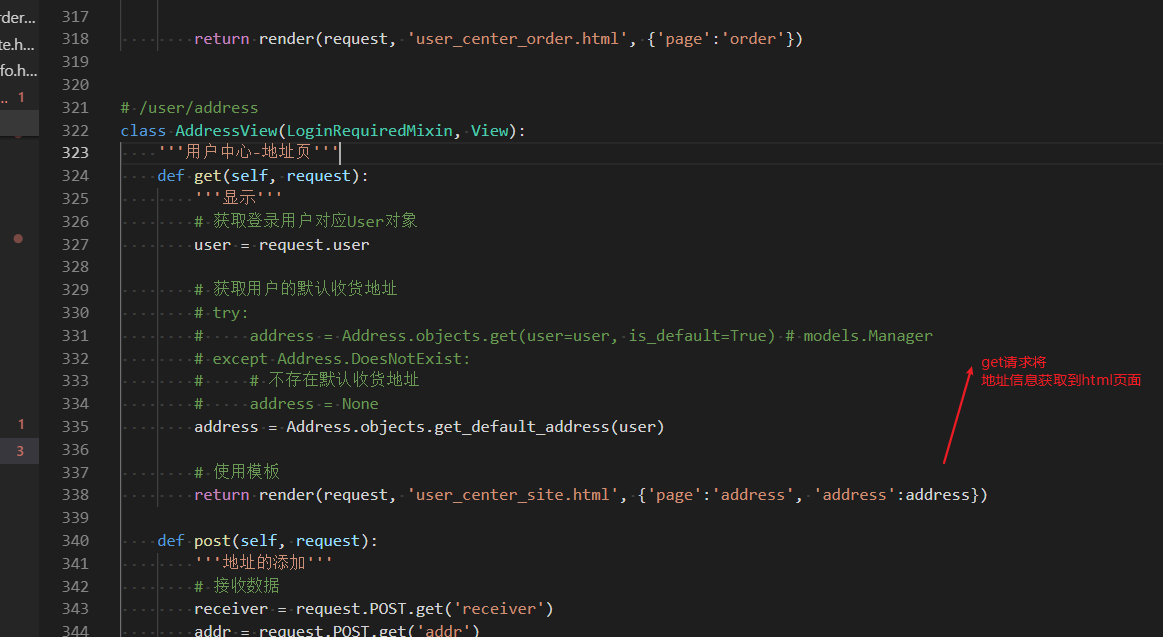 rder...
te.h...
fo.h...
.. 1
1
3
317
318 return render(request, 'user_center_order.html', {'page':'order'})
319
320
321 # /user/address
322 class AddressView(LoginRequiredMixin, View):
323 '''用户中心-地址页'''
324 def get(self, request):
325 '''显示'''
326 # 获取登录用户对应User对象
327 user = request.user
328
329 # 获取用户的默认收货地址
330 # try:
331 #     address = Address.objects.get(user=user, is_default=True) # models.Manager
332 # except Address.DoesNotExist:
333 #     # 不存在默认收货地址
334 #     address = None
335 address = Address.objects.get_default_address(user)
336
337 # 使用模板
338 return render(request, 'user_center_site.html', {'page':'address', 'address':address})
339
340 def post(self, request):
341 '''地址的添加'''
342 # 接收数据
343 receiver = request.POST.get('receiver')
344 addr = request.POST.get('addr')
get请求将
地址信息获取到html页面